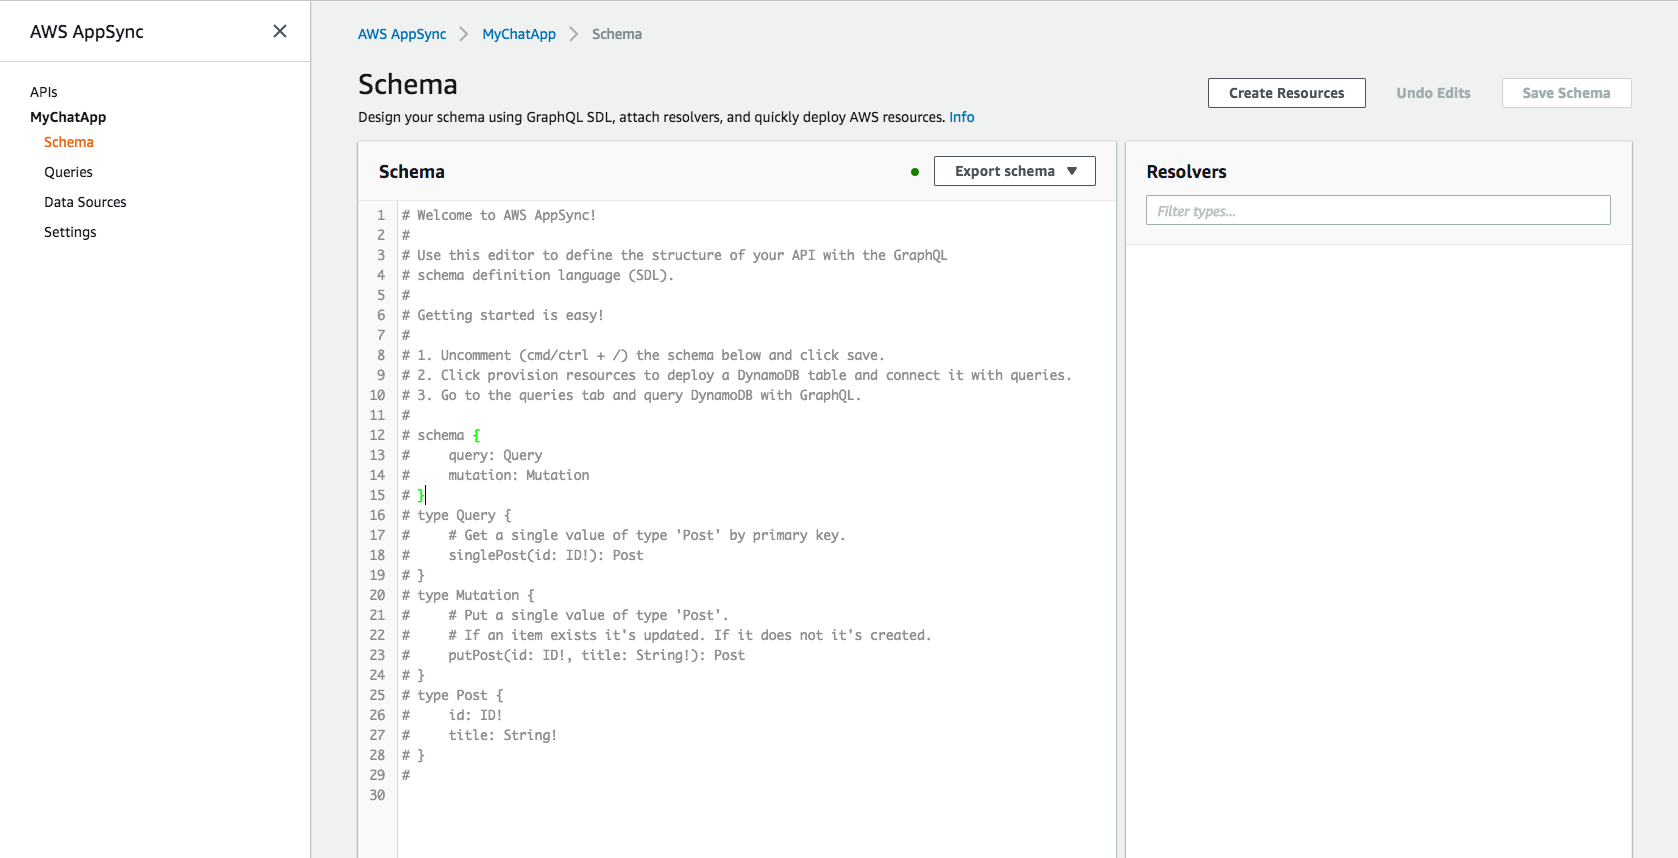 AWS AppSync
APIs
MyChatApp
Schema
Queries
Data Sources
Settings
AWS AppSync > MyChatApp > Schema
Schema
Design your schema using GraphQL SDL, attach resolvers, and quickly deploy AWS resources. Info
Create Resources
Undo Edits
Save Schema
Schema
Export schema ▼
1 # Welcome to AWS AppSync!
2 #
3 # Use this editor to define the structure of your API with the GraphQL
4 # schema definition language (SDL).
5 #
6 # Getting started is easy!
7 #
8 # 1. Uncomment (cmd/ctrl + /) the schema below and click save.
9 # 2. Click provision resources to deploy a DynamoDB table and connect it with queries.
10 # 3. Go to the queries tab and query DynamoDB with GraphQL.
11 #
12 # schema {
13 #     query: Query
14 #     mutation: Mutation
15 # }
16 # type Query {
17 #     # Get a single value of type 'Post' by primary key.
18 #     singlePost(id: ID!): Post
19 # }
20 # type Mutation {
21 #     # Put a single value of type 'Post'.
22 #     # If an item exists it's updated. If it does not it's created.
23 #     putPost(id: ID!, title: String!): Post
24 # }
25 # type Post {
26 #     id: ID!
27 #     title: String!
28 # }
29 #
30
Resolvers
Filter types...